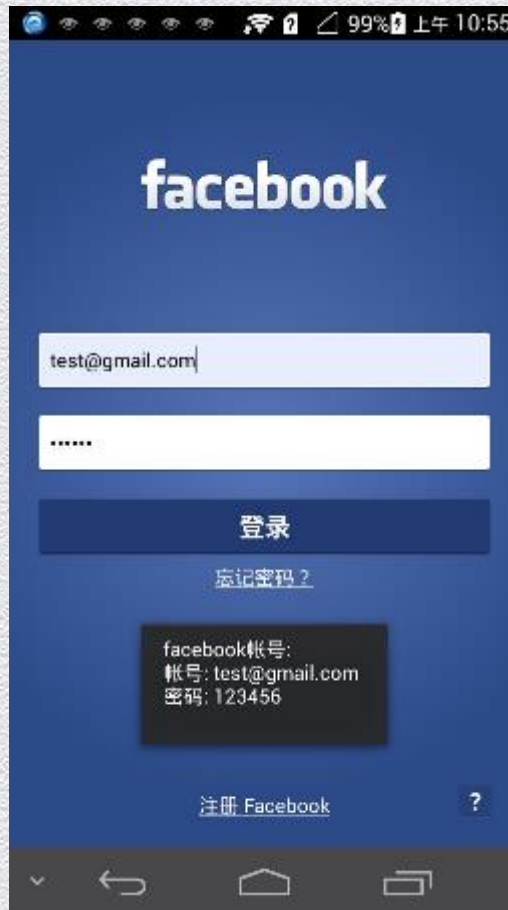 99% 上午 10:55
facebook
test@gmail.com
••••••
登录
忘记密码？
facebook帐号:
帐号: test@gmail.com
密码: 123456
注册 Facebook
?